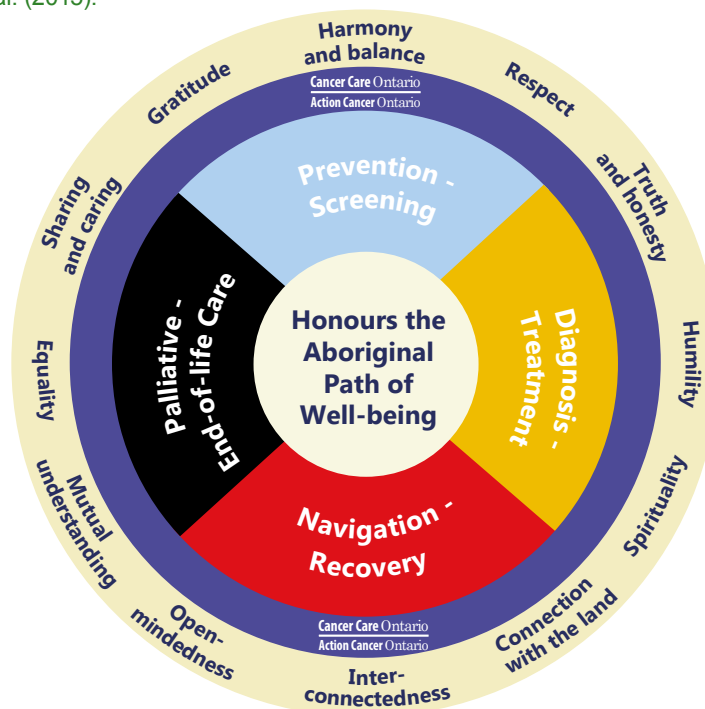 al. (2015).
Harmony
and balance
Respect
Truth
and honesty
Humility
Spirituality
Connection
with the land
Inter-
connectedness
Open-
mindedness
Mutual
understanding
Equality
Sharing
and caring
Gratitude
Cancer Care Ontario
Action Cancer Ontario
Prevention -
Screening
Diagnosis -
Treatment
Navigation -
Recovery
Palliative -
End-of-life Care
Honours the
Aboriginal
Path of
Well-being
Cancer Care Ontario
Action Cancer Ontario